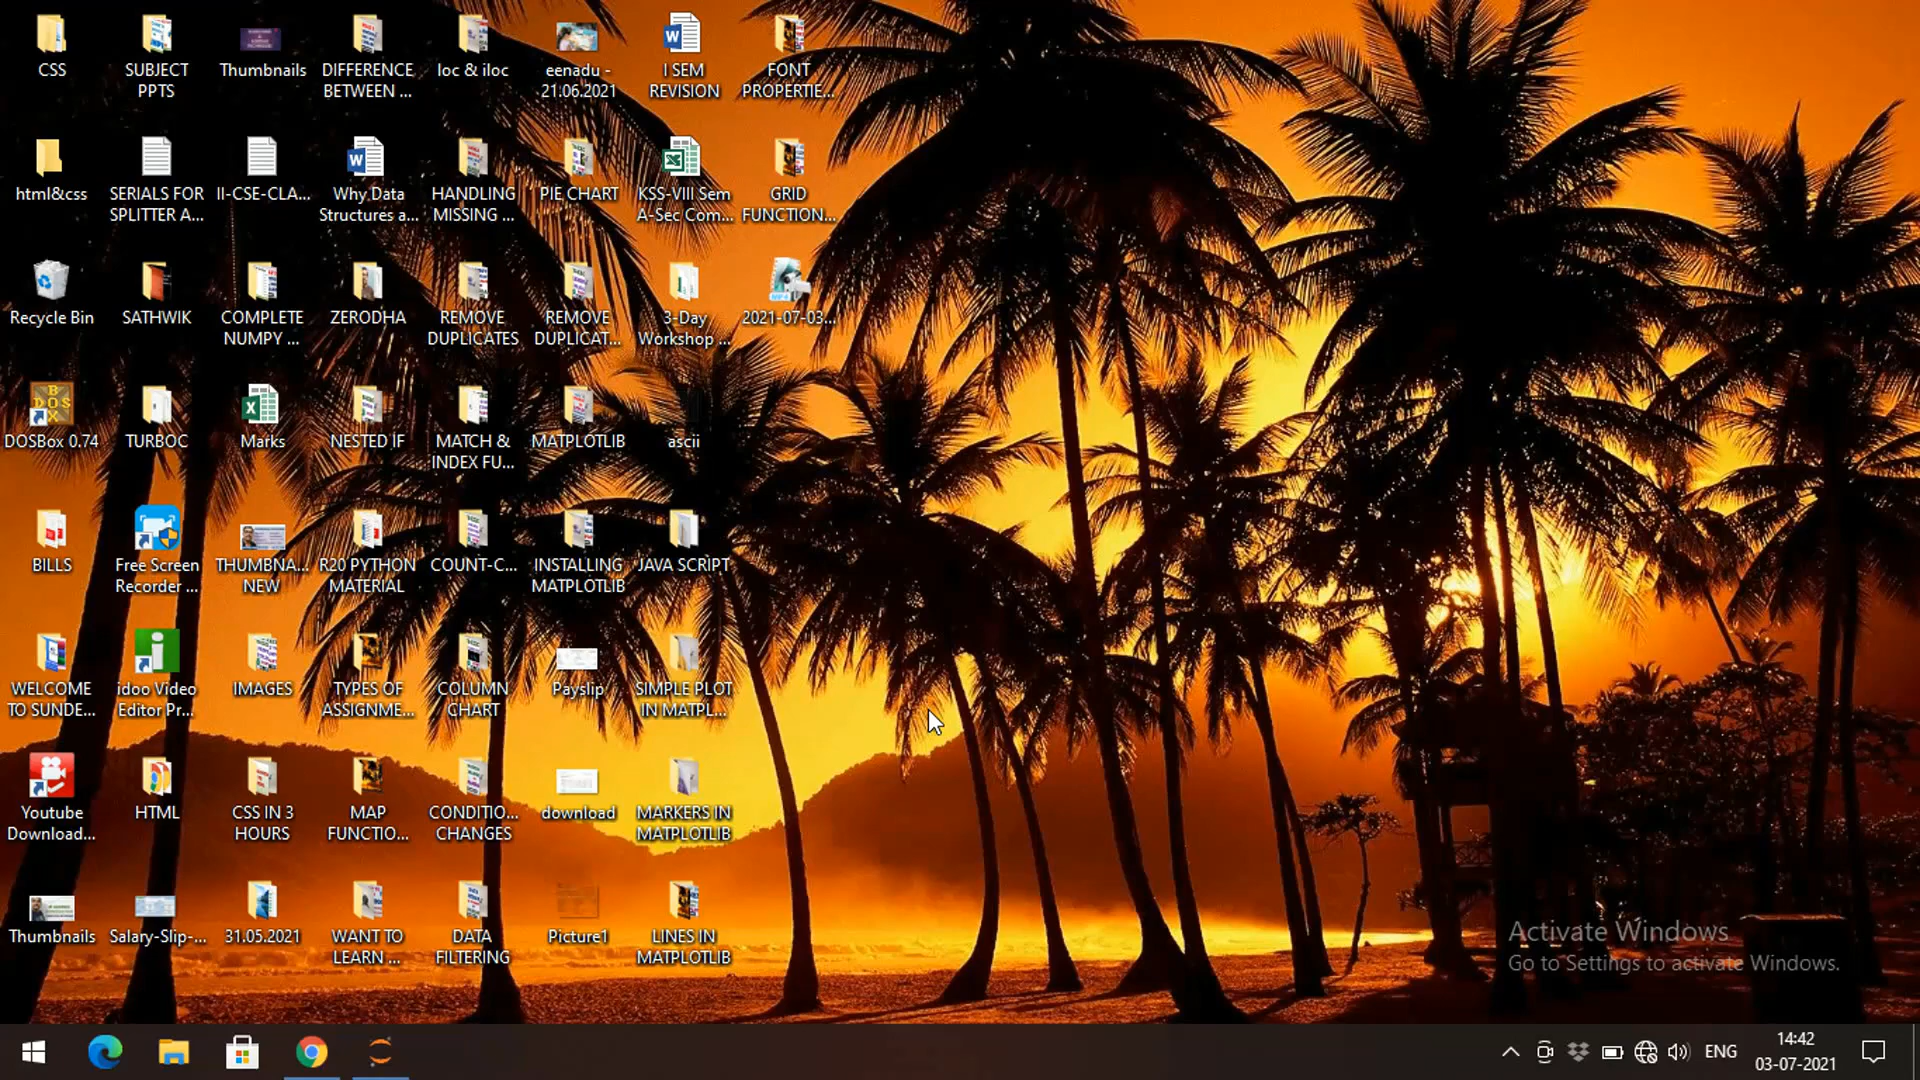 CSS
SUBJECT
PPTS
Thumbnails
DIFFERENCE
BETWEEN ...
loc & iloc
eenadu -
21.06.2021
I SEM
REVISION
FONT
PROPERTIE...
html&css
SERIALS FOR
SPLITTER A...
II-CSE-CLA...
Why Data
Structures a...
HANDLING
MISSING ...
PIE CHART
KSS-VIII Sem
A-Sec Com...
GRID
FUNCTION...
Recycle Bin
SATHWIK
COMPLETE
NUMPY ...
ZERODHA
REMOVE
DUPLICATES
REMOVE
DUPLICAT...
3-Day
Workshop ...
2021-07-03...
DOSBox 0.74
TURBOC
Marks
NESTED IF
MATCH &
INDEX FU...
MATPLOTLIB
ascii
BILLS
Free Screen
Recorder ...
THUMBNA...
NEW
R20 PYTHON
MATERIAL
COUNT-C...
INSTALLING
MATPLOTLIB
JAVA SCRIPT
WELCOME
TO SUNDE...
idoo Video
Editor Pr...
IMAGES
TYPES OF
ASSIGNME...
COLUMN
CHART
Payslip
SIMPLE PLOT
IN MATPL...
Youtube
Download...
HTML
CSS IN 3
HOURS
MAP
FUNCTIO...
CONDITIO...
CHANGES
download
MARKERS IN
MATPLOTLIB
Thumbnails
Salary-Slip-...
31.05.2021
WANT TO
LEARN ...
DATA
FILTERING
Picture1
LINES IN
MATPLOTLIB
Activate Windows
Go to Settings to activate Windows.
ENG
14:42
03-07-2021